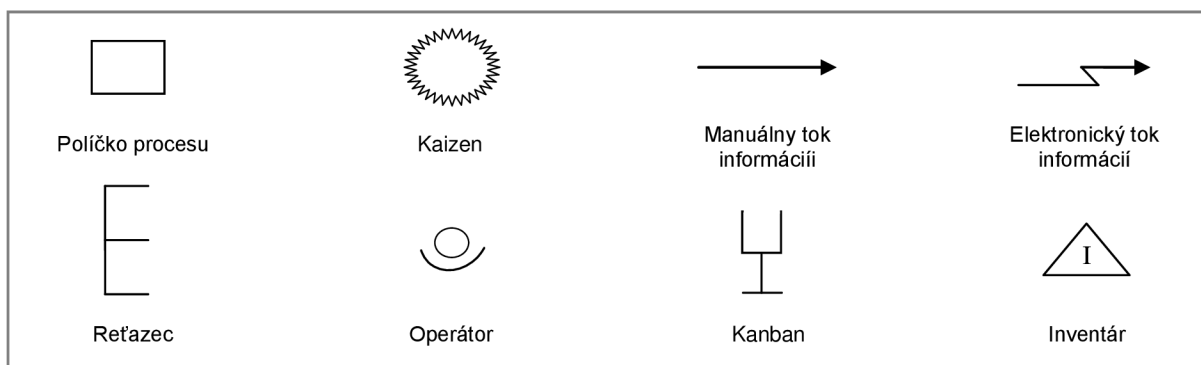 Políčko procesu
Kaizen
Manuálny tok
informáciíi
Elektronický tok
informácií
Reťazec
Operátor
Kanban
I
Inventár